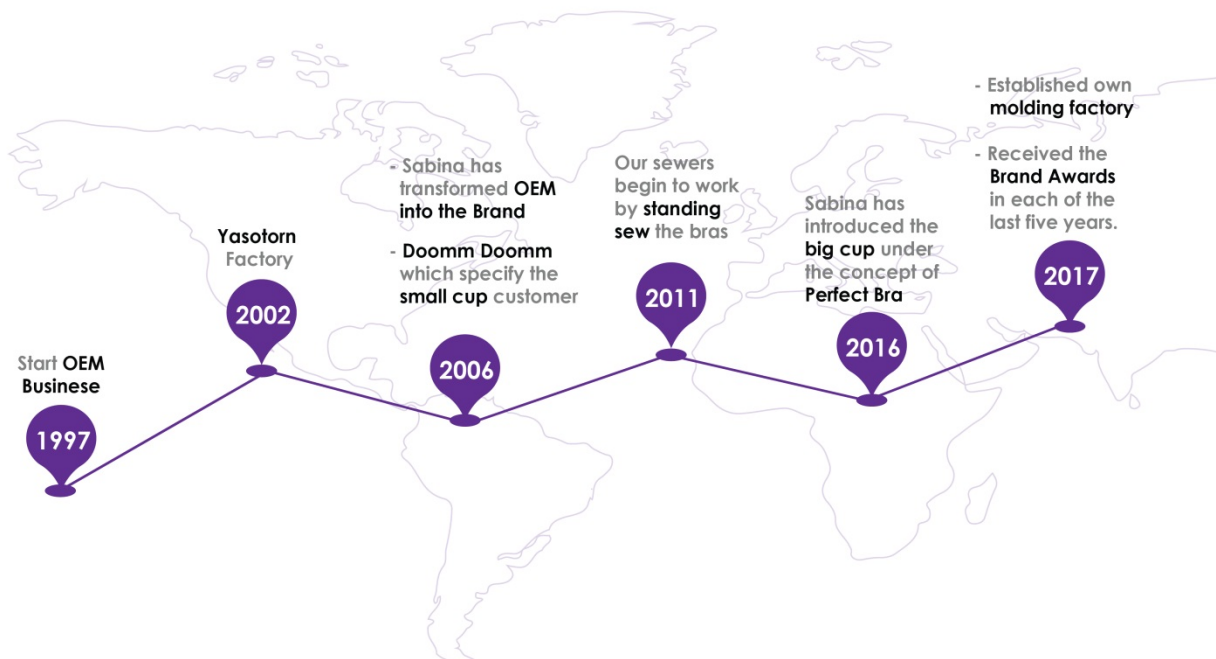 Start OEM
Businese
1997
Yasotorn
Factory
2002
- Sabina has
transformed OEM
into the Brand
- Doomm Doomm
which specify the
small cup customer
2006
Our sewers
begin to work
by standing
sew the bras
2011
Sabina has
introduced the
big cup under
the concept of
Perfect Bra
2016
- Established own
molding factory
- Received the
Brand Awards
in each of the
last five years.
2017